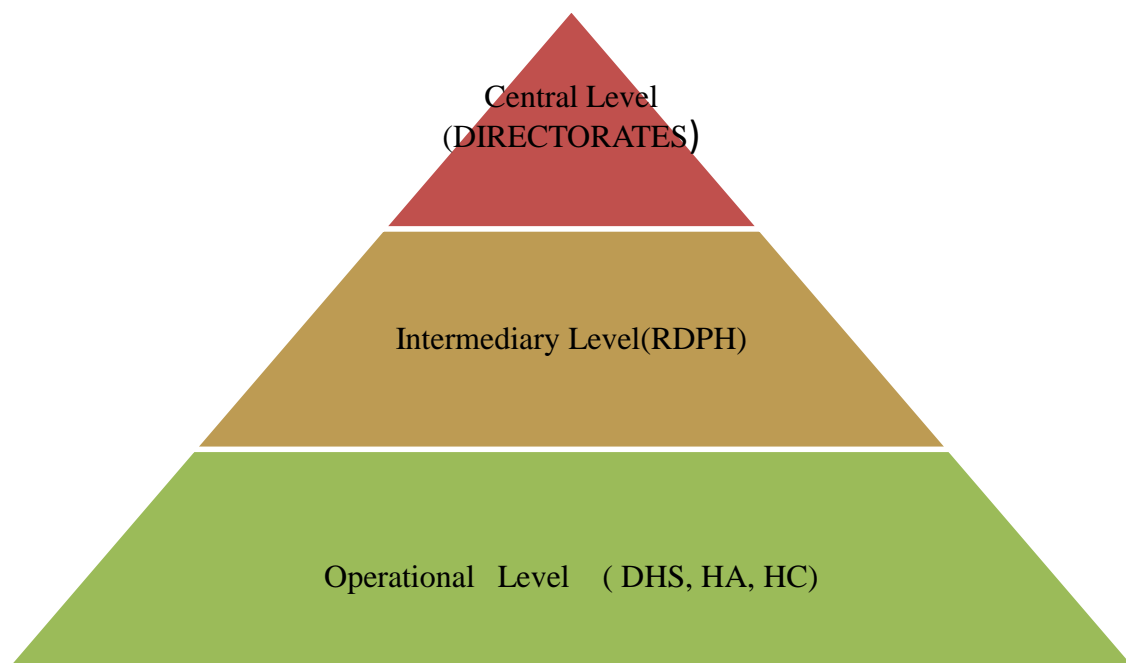 Central Level
(DIRECTORATES)
Intermediary Level(RDPH)
Operational Level ( DHS, HA, HC)